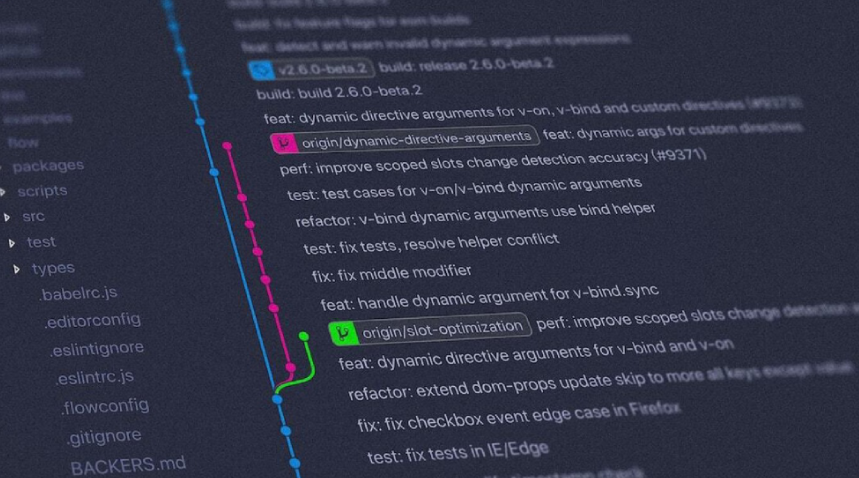 build: fix feature flags for esm builds
feat: detect and warn invalid dynamic argument expressions
v2.6.0-beta.2 build: release 2.6.0-beta.2
build: build 2.6.0-beta.2
feat: dynamic directive arguments for v-on, v-bind and custom directives (#9373)
origin/dynamic-directive-arguments feat: dynamic args for custom directives
perf: improve scoped slots change detection accuracy (#9371)
test: test cases for v-on/v-bind dynamic arguments
refactor: v-bind dynamic arguments use bind helper
test: fix tests, resolve helper conflict
fix: fix middle modifier
feat: handle dynamic argument for v-bind.sync
origin/slot-optimization perf: improve scoped slots change detection
feat: dynamic directive arguments for v-bind and v-on
refactor: extend dom-props update skip to more all keys except value
fix: fix checkbox event edge case in Firefox
test: fix tests in IE/Edge
timestamp check
examples
flow
packages
scripts
src
test
types
.babelrc.js
.editorconfig
.eslintignore
.eslintrc.js
.flowconfig
.gitignore
BACKERS.md